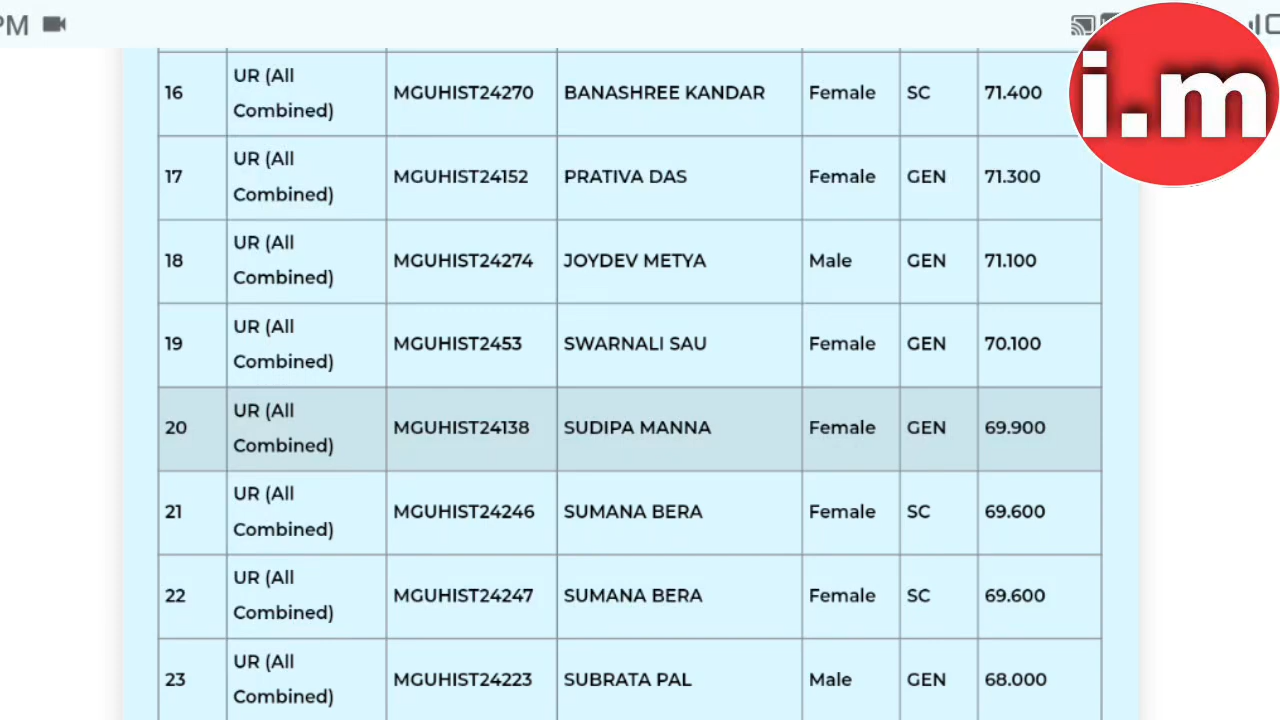 PM
i.m
16 UR (All Combined) MGUHIST24270 BANASHREE KANDAR Female SC 71.400
17 UR (All Combined) MGUHIST24152 PRATIVA DAS Female GEN 71.300
18 UR (All Combined) MGUHIST24274 JOYDEV METYA Male GEN 71.100
19 UR (All Combined) MGUHIST2453 SWARNALI SAU Female GEN 70.100
20 UR (All Combined) MGUHIST24138 SUDIPA MANNA Female GEN 69.900
21 UR (All Combined) MGUHIST24246 SUMANA BERA Female SC 69.600
22 UR (All Combined) MGUHIST24247 SUMANA BERA Female SC 69.600
23 UR (All Combined) MGUHIST24223 SUBRATA PAL Male GEN 68.000